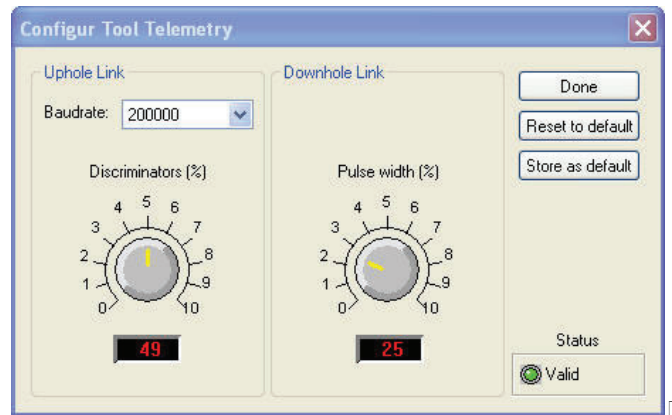 Configur Tool Telemetry
Uphole Link
Baudrate: 200000
Discriminators (%)
0 1 2 3 4 5 6 7 8 9 10
49
Downhole Link
Pulse width (%)
0 1 2 3 4 5 6 7 8 9 10
25
Done
Reset to default
Store as default
Status
Valid